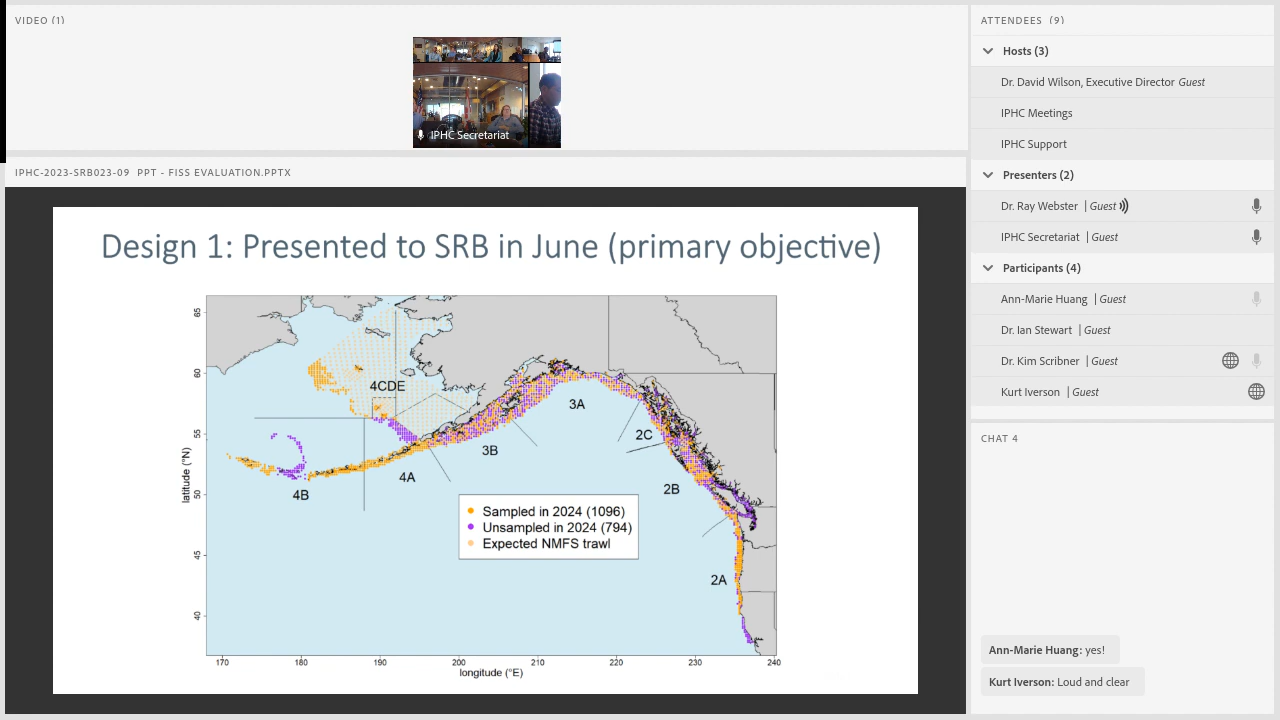 VIDEO (1)
IPHC Secretariat
IPHC-2023-SRB023-09 PPT - FISS EVALUATION.PPTX
Design 1: Presented to SRB in June (primary objective)
65
60
55
50
45
40
latitude (°N)
4CDE
3A
2C
3B
4A
2B
4B
2A
Sampled in 2024 (1096)
Unsampled in 2024 (794)
Expected NMFS trawl
170 180 190 200 210 220 230 240
longitude (°E)
ATTENDEES (9)
Hosts (3)
Dr. David Wilson, Executive Director Guest
IPHC Meetings
IPHC Support
Presenters (2)
Dr. Ray Webster | Guest
IPHC Secretariat | Guest
Participants (4)
Ann-Marie Huang | Guest
Dr. Ian Stewart | Guest
Dr. Kim Scribner | Guest
Kurt Iverson | Guest
CHAT 4
Ann-Marie Huang: yes!
Kurt Iverson: Loud and clear